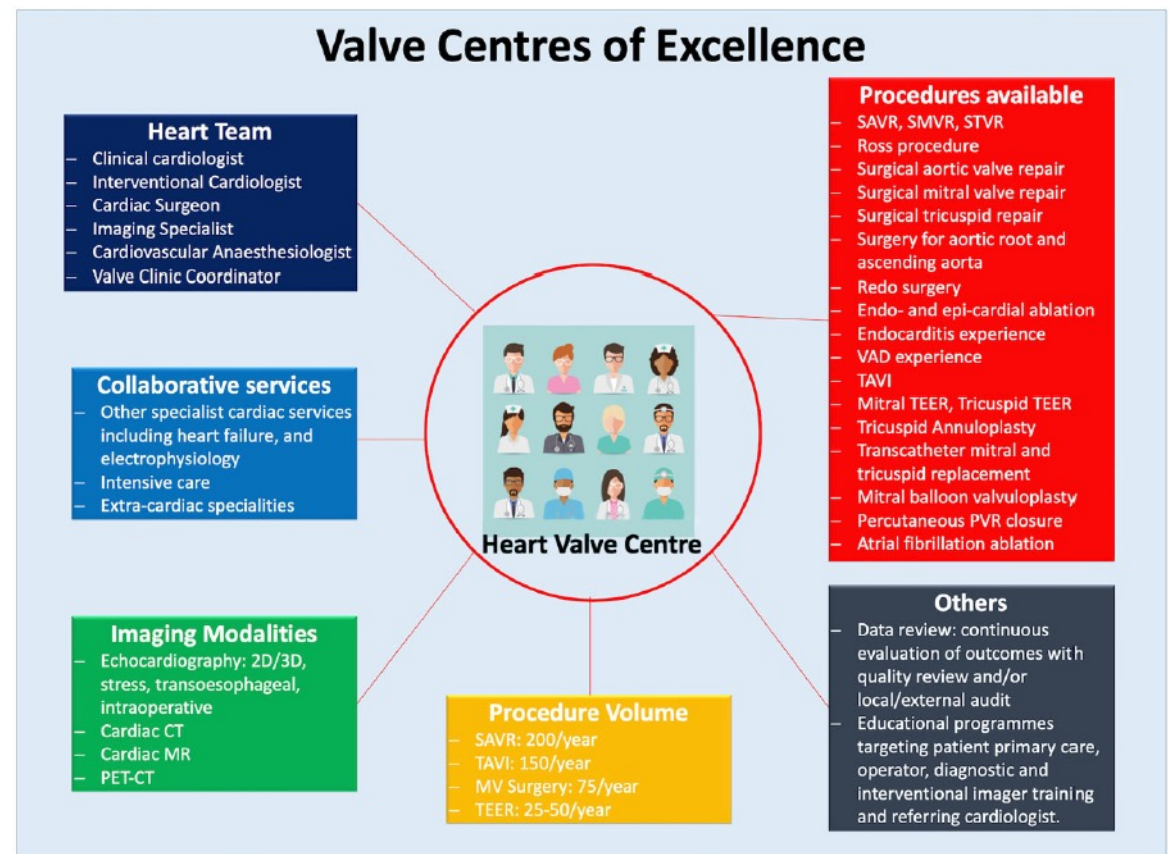 Valve Centres of Excellence
Heart Team
– Clinical cardiologist
– Interventional Cardiologist
– Cardiac Surgeon
– Imaging Specialist
– Cardiovascular Anaesthesiologist
– Valve Clinic Coordinator
Collaborative services
– Other specialist cardiac services
including heart failure, and
electrophysiology
– Intensive care
– Extra-cardiac specialities
Imaging Modalities
– Echocardiography: 2D/3D,
stress, transoesophageal,
intraoperative
– Cardiac CT
– Cardiac MR
– PET-CT
Heart Valve Centre
Procedure Volume
– SAVR: 200/year
– TAVI: 150/year
– MV Surgery: 75/year
– TEER: 25-50/year
Procedures available
– SAVR, SMVR, STVR
– Ross procedure
– Surgical aortic valve repair
– Surgical mitral valve repair
– Surgical tricuspid repair
– Surgery for aortic root and
ascending aorta
– Redo surgery
– Endo- and epi-cardial ablation
– Endocarditis experience
– VAD experience
– TAVI
– Mitral TEER, Tricuspid TEER
– Tricuspid Annuloplasty
– Transcatheter mitral and
tricuspid replacement
– Mitral balloon valvuloplasty
– Percutaneous PVR closure
– Atrial fibrillation ablation
Others
– Data review: continuous
evaluation of outcomes with
quality review and/or
local/external audit
– Educational programmes
targeting patient primary care,
operator, diagnostic and
interventional imager training
and referring cardiologist.